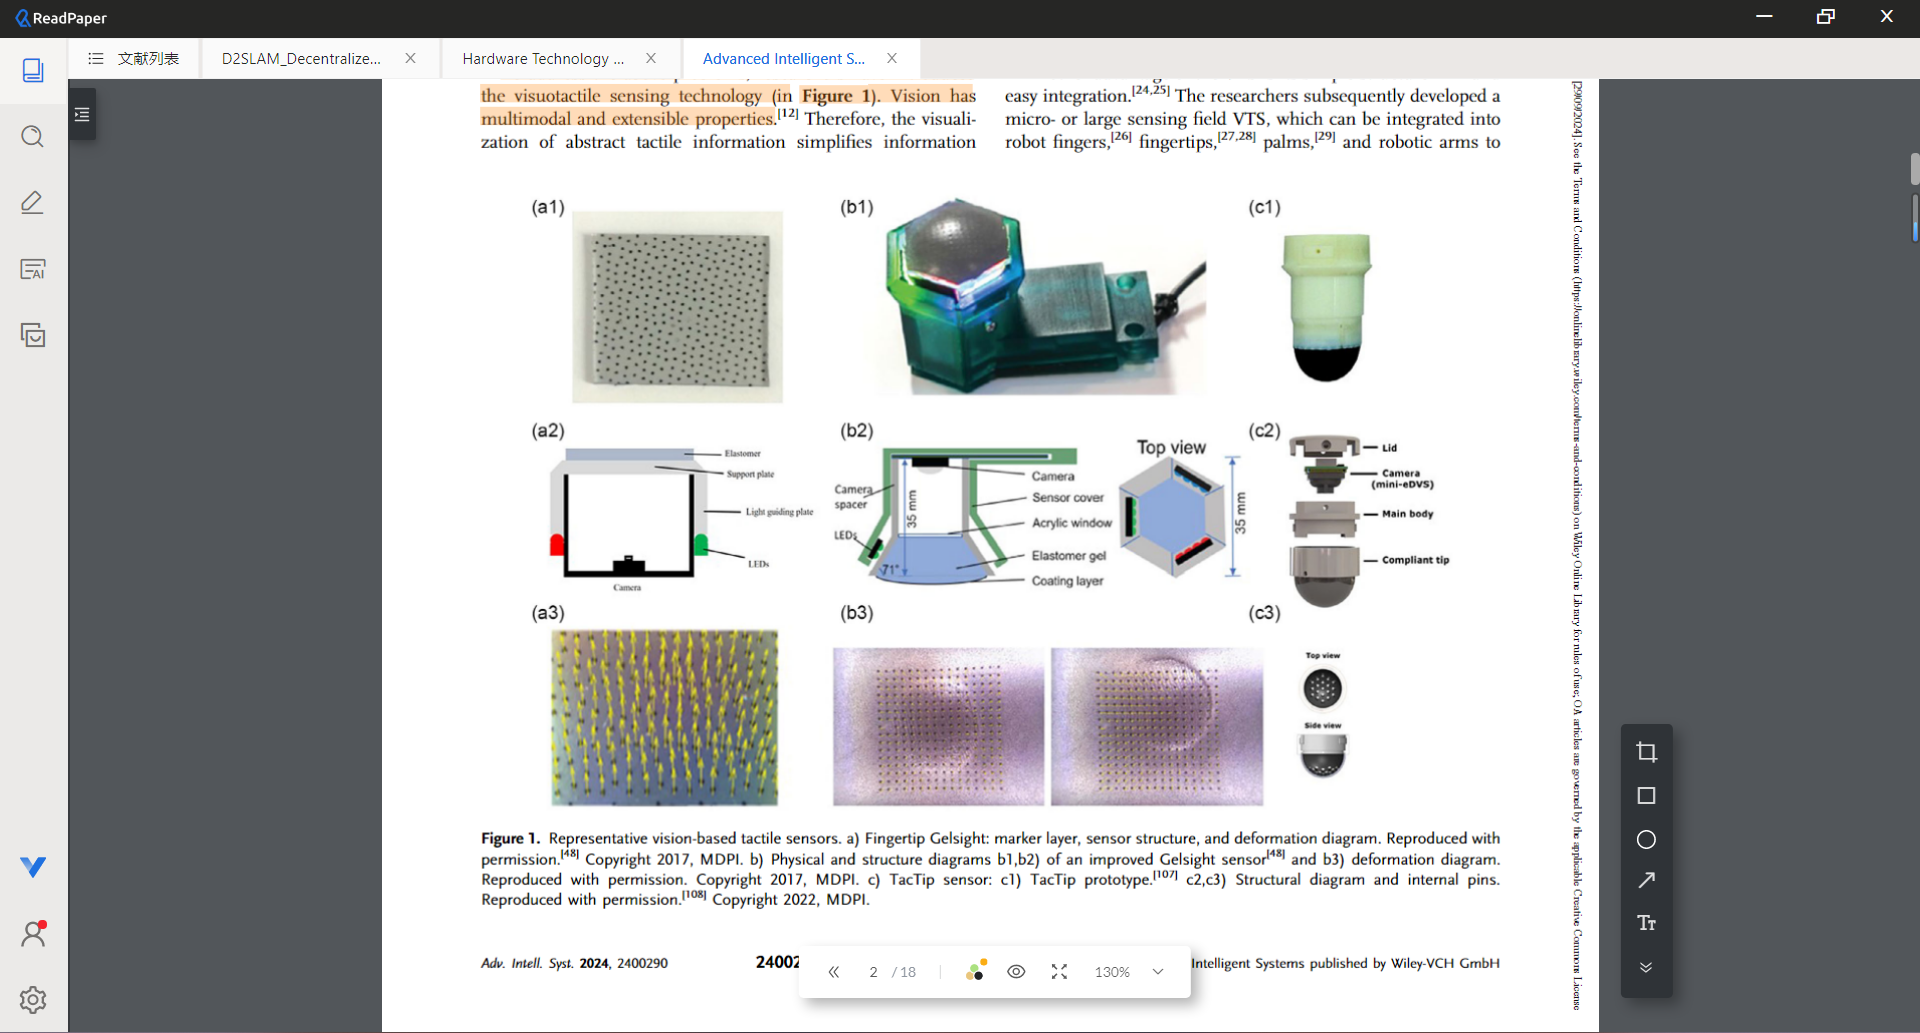 ReadPaper
文献列表
D2SLAM_Decentralize...
Hardware Technology ...
Advanced Intelligent S...
the visuotactile sensing technology (in Figure 1). Vision has
multimodal and extensible properties.[12] Therefore, the visuali-
zation of abstract tactile information simplifies information
easy integration.[24,25] The researchers subsequently developed a
micro- or large sensing field VTS, which can be integrated into
robot fingers,[26] fingertips,[27,28] palms,[29] and robotic arms to
(a1)
(b1)
(c1)
(a2)
Elastomer
Support plate
Light guiding plate
LEDs
Camera
(b2)
Camera
spacer
LEDs
35 mm
71°
Camera
Sensor cover
Acrylic window
Elastomer gel
Coating layer
Top view
35 mm
(c2)
Lid
Camera
(mini-eDVS)
Main body
Compliant tip
(a3)
(b3)
(c3)
Top view
Side view
Figure 1. Representative vision-based tactile sensors. a) Fingertip Gelsight: marker layer, sensor structure, and deformation diagram. Reproduced with
permission.[48] Copyright 2017, MDPI. b) Physical and structure diagrams b1,b2) of an improved Gelsight sensor[48] and b3) deformation diagram.
Reproduced with permission. Copyright 2017, MDPI. c) TacTip sensor: c1) TacTip prototype.[107] c2,c3) Structural diagram and internal pins.
Reproduced with permission.[108] Copyright 2022, MDPI.
Adv. Intell. Syst. 2024, 2400290
24002
Intelligent Systems published by Wiley-VCH GmbH
2 / 18
130%
[29/09/2024]. See the Terms and Conditions (https://onlinelibrary.wiley.com/terms-and-conditions) on Wiley Online Library for rules of use; OA articles are governed by the applicable Creative Commons License
AI
Tт